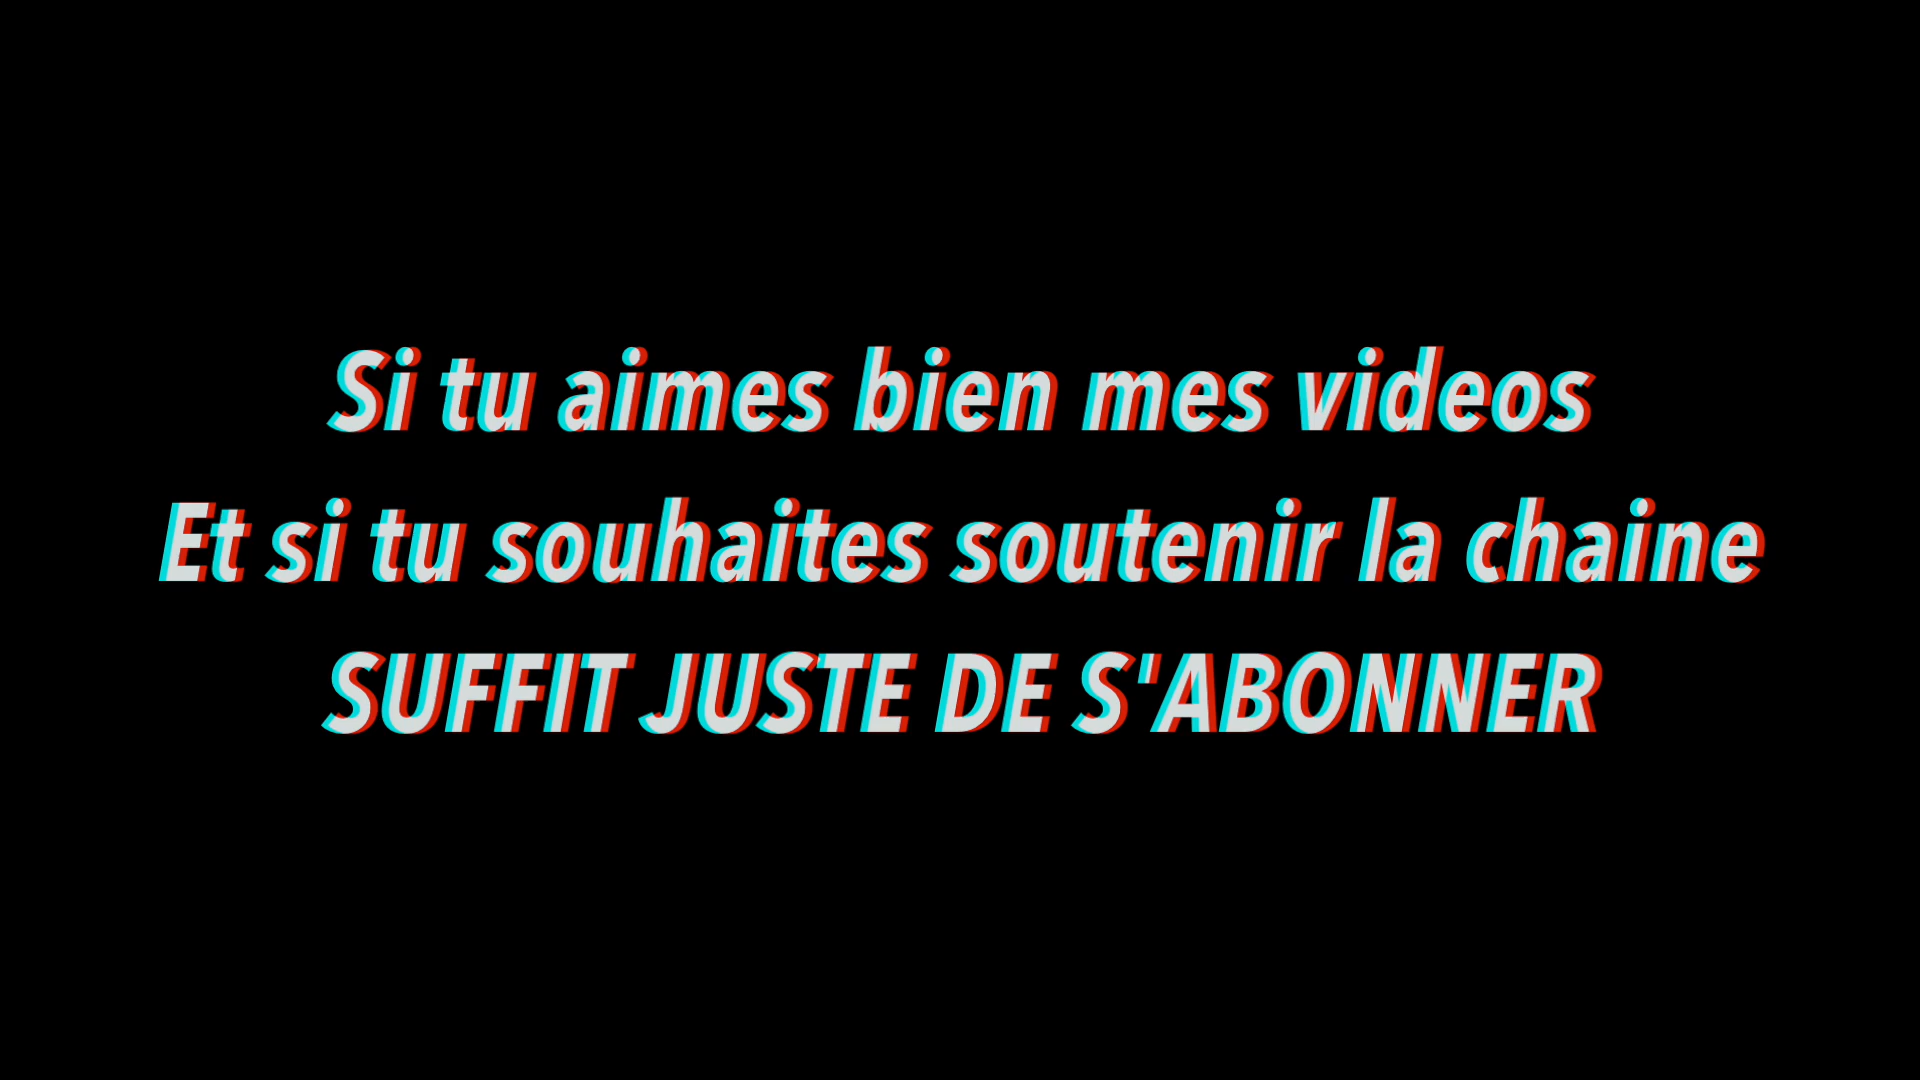 Si tu aimes bien mes videos
Et si tu souhaites soutenir la chaine
SUFFIT JUSTE DE S'ABONNER